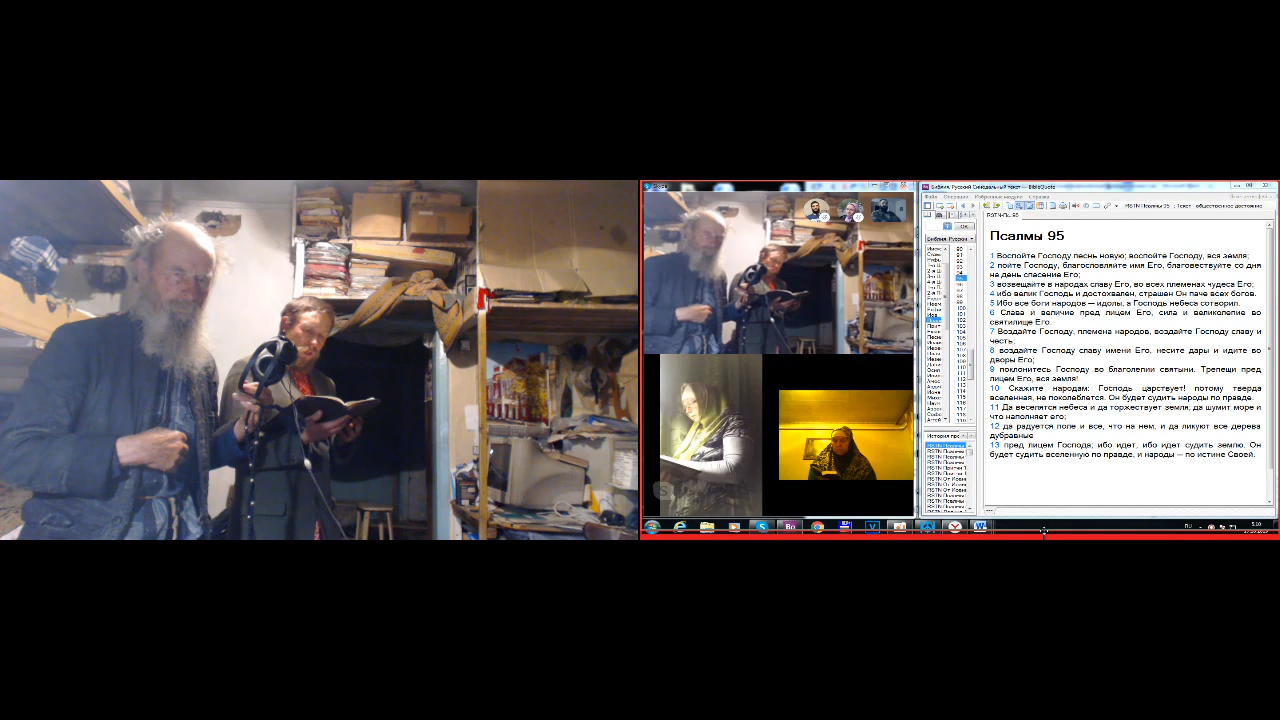 Библия. Русский Синодальный текст — BibleQuote
RSTN Псалмы 95
Псалмы 95
1 Воспойте Господу песнь новую; воспойте Господу, вся земля;
2 пойте Господу, благословляйте имя Его, благовествуйте со дня
на день спасение Его;
3 возвещайте в народах славу Его, во всех племенах чудеса Его;
4 ибо велик Господь и достохвален, страшен Он паче всех богов.
5 Ибо все боги народов — идолы, а Господь небеса сотворил.
6 Слава и величие пред лицем Его, сила и великолепие во
святилище Его.
7 Воздайте Господу, племена народов, воздайте Господу славу и
честь;
8 воздайте Господу славу имени Его, несите дары и идите во
дворы Его;
9 поклонитесь Господу во благолепии святыни. Трепещи пред
лицем Его, вся земля!
10 Скажите народам: Господь царствует! потому тверда
вселенная, не поколеблется. Он будет судить народы по правде.
11 Да веселятся небеса и да торжествует земля; да шумит море и
что наполняет его;
12 да радуется поле и все, что на нем, и да ликуют все дерева
дубравные
13 пред лицем Господа; ибо идет, ибо идет судить землю. Он
будет судить вселенную по правде, и народы — по истине Своей.
RU
5:10